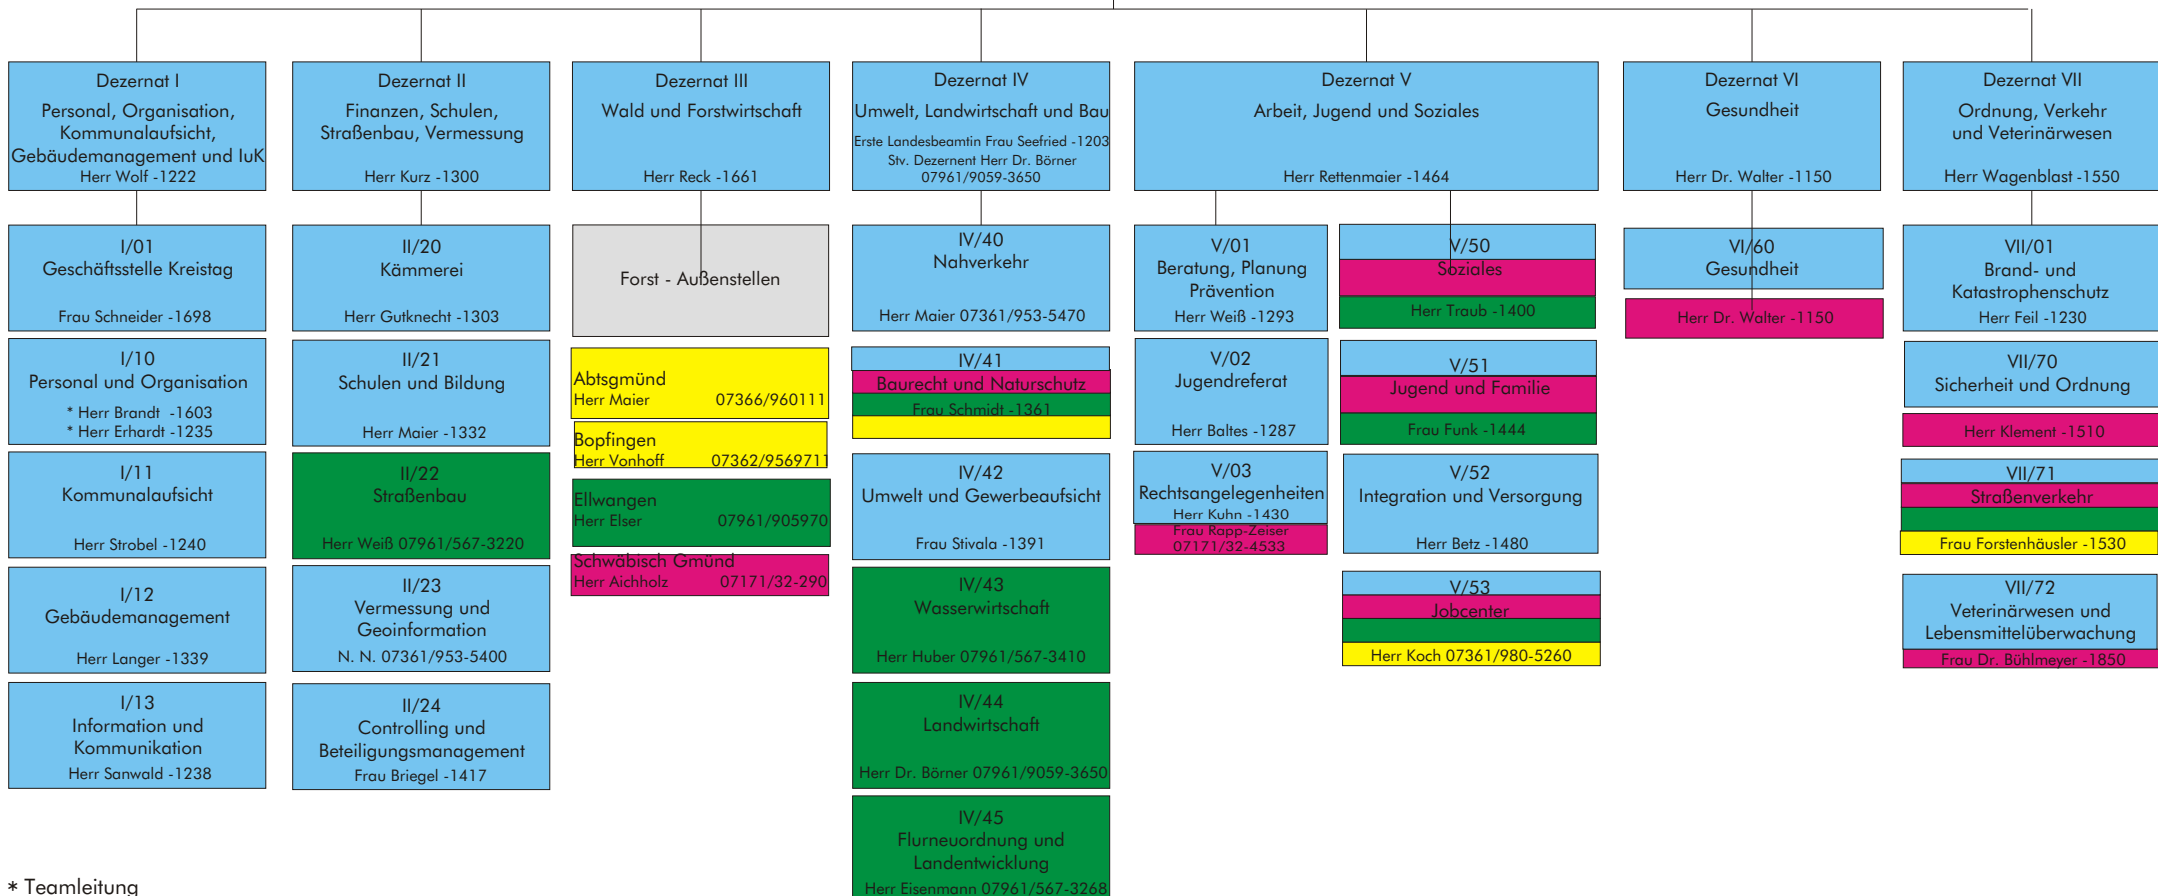 Dezernat I
Personal, Organisation,
Kommunalaufsicht,
Gebäudemanagement und IuK
Herr Wolf -1222
I/01
Geschäftsstelle Kreistag
Frau Schneider -1698
I/10
Personal und Organisation
* Herr Brandt -1603
* Herr Erhardt -1235
I/11
Kommunalaufsicht
Herr Strobel -1240
I/12
Gebäudemanagement
Herr Langer -1339
I/13
Information und
Kommunikation
Herr Sanwald -1238
Dezernat II
Finanzen, Schulen,
Straßenbau, Vermessung
Herr Kurz -1300
II/20
Kämmerei
Herr Gutknecht -1303
II/21
Schulen und Bildung
Herr Maier -1332
II/22
Straßenbau
Herr Weiß 07961/567-3220
II/23
Vermessung und
Geoinformation
N. N. 07361/953-5400
II/24
Controlling und
Beteiligungsmanagement
Frau Briegel -1417
Dezernat III
Wald und Forstwirtschaft
Herr Reck -1661
Forst - Außenstellen
Abtsgmünd
Herr Maier 07366/960111
Bopfingen
Herr Vonhoff 07362/9569711
Ellwangen
Herr Elser 07961/905970
Schwäbisch Gmünd
Herr Aichholz 07171/32-290
Dezernat IV
Umwelt, Landwirtschaft und Bau
Erste Landesbeamtin Frau Seefried -1203
Stv. Dezernent Herr Dr. Börner
07961/9059-3650
IV/40
Nahverkehr
Herr Maier 07361/953-5470
IV/41
Baurecht und Naturschutz
Frau Schmidt -1361
IV/42
Umwelt und Gewerbeaufsicht
Frau Stivala -1391
IV/43
Wasserwirtschaft
Herr Huber 07961/567-3410
IV/44
Landwirtschaft
Herr Dr. Börner 07961/9059-3650
IV/45
Flurneuordnung und
Landentwicklung
Herr Eisenmann 07961/567-3268
Dezernat V
Arbeit, Jugend und Soziales
Herr Rettenmaier -1464
V/01
Beratung, Planung
Prävention
Herr Weiß -1293
V/02
Jugendreferat
Herr Baltes -1287
V/03
Rechtsangelegenheiten
Herr Kuhn -1430
Frau Rapp-Zeiser
07171/32-4533
V/50
Soziales
Herr Traub -1400
V/51
Jugend und Familie
Frau Funk -1444
V/52
Integration und Versorgung
Herr Betz -1480
V/53
Jobcenter
Herr Koch 07361/980-5260
Dezernat VI
Gesundheit
Herr Dr. Walter -1150
VI/60
Gesundheit
Herr Dr. Walter -1150
Dezernat VII
Ordnung, Verkehr
und Veterinärwesen
Herr Wagenblast -1550
VII/01
Brand- und
Katastrophenschutz
Herr Feil -1230
VII/70
Sicherheit und Ordnung
Herr Klement -1510
VII/71
Straßenverkehr
Frau Forstenhäusler -1530
VII/72
Veterinärwesen und
Lebensmittelüberwachung
Frau Dr. Bühlmeyer -1850
* Teamleitung